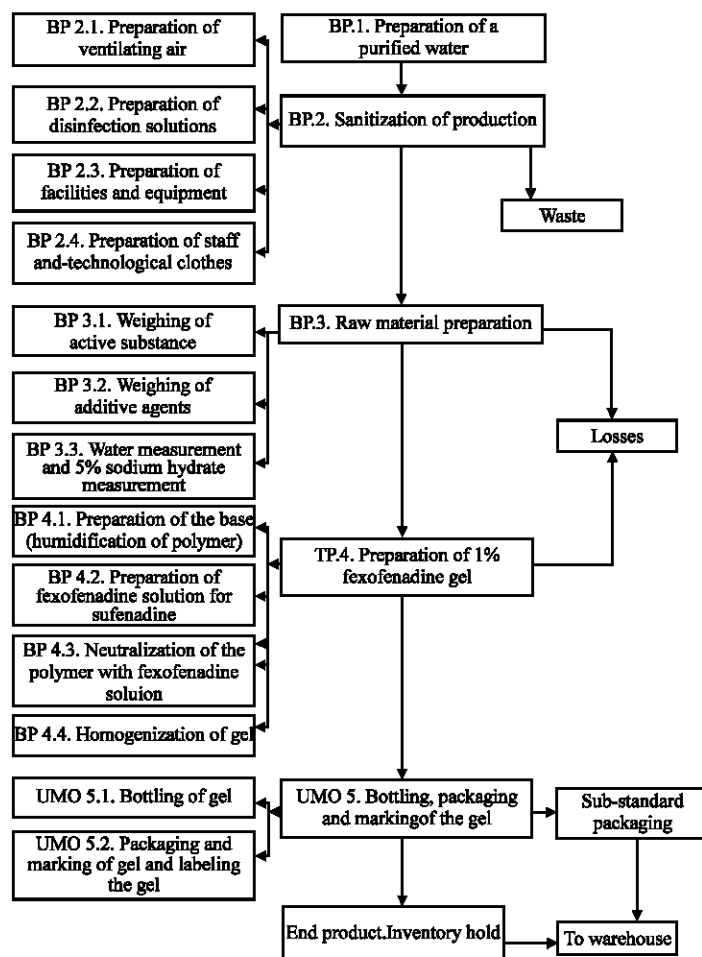 BP 2.1. Preparation of
ventilating air
BP.1. Preparation of a
purified water
BP 2.2. Preparation of
disinfection solutions
BP.2. Sanitization of production
BP 2.3. Preparation of
facilities and equipment
Waste
BP 2.4. Preparation of staff
and-technological clothes
BP 3.1. Weighing of
active substance
BP.3. Raw material preparation
BP 3.2. Weighing of
additive agents
Losses
BP 3.3. Water measurement
and 5% sodium hydrate
measurement
BP 4.1. Preparation of the base
(humidification of polymer)
TP.4. Preparation of 1%
fexofenadine gel
BP 4.2. Preparation of
fexofenadine solution for
sufenadine
BP 4.3. Neutralization of the
polymer with fexofenadine
soluion
BP 4.4. Homogenization of gel
UMO 5.1. Bottling of gel
UMO 5. Bottling, packaging
and markingof the gel
Sub-standard
packaging
UMO 5.2. Packaging and
marking of gel and labeling
the gel
End product.Inventory hold
To warehouse